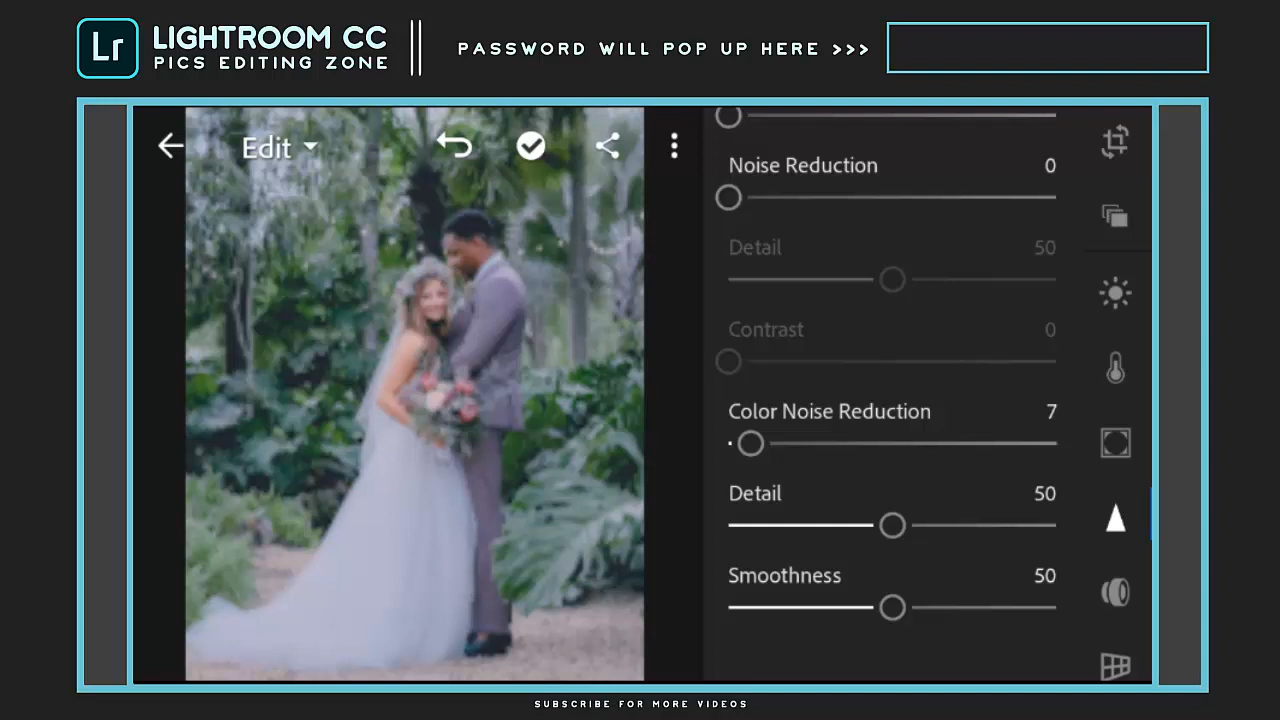 Lr
LIGHTROOM CC
PICS EDITING ZONE
PASSWORD WILL POP UP HERE >>>
Edit
Noise Reduction 0
Detail 50
Contrast 0
Color Noise Reduction 7
Detail 50
Smoothness 50
SUBSCRIBE FOR MORE VIDEOS